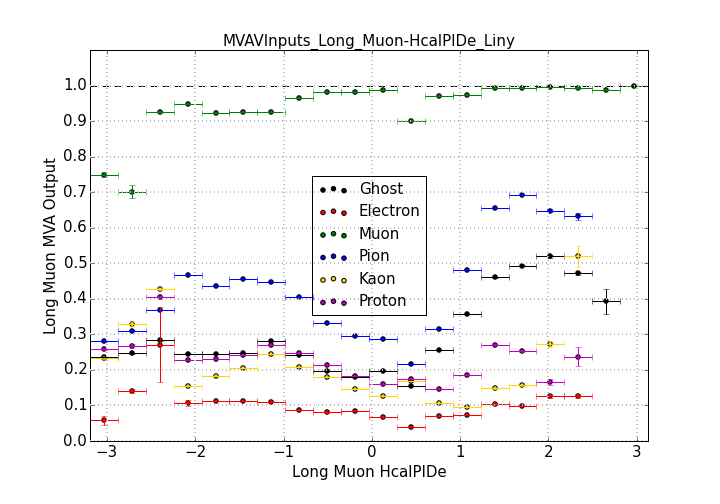 MVAVInputs_Long_Muon-HcalPIDe_Liny
1.0
0.9
0.8
0.7
0.6
0.5
0.4
0.3
0.2
0.1
0.0
Long Muon MVA Output
Ghost
Electron
Muon
Pion
Kaon
Proton
−3 −2 −1 0 1 2 3
Long Muon HcalPIDe